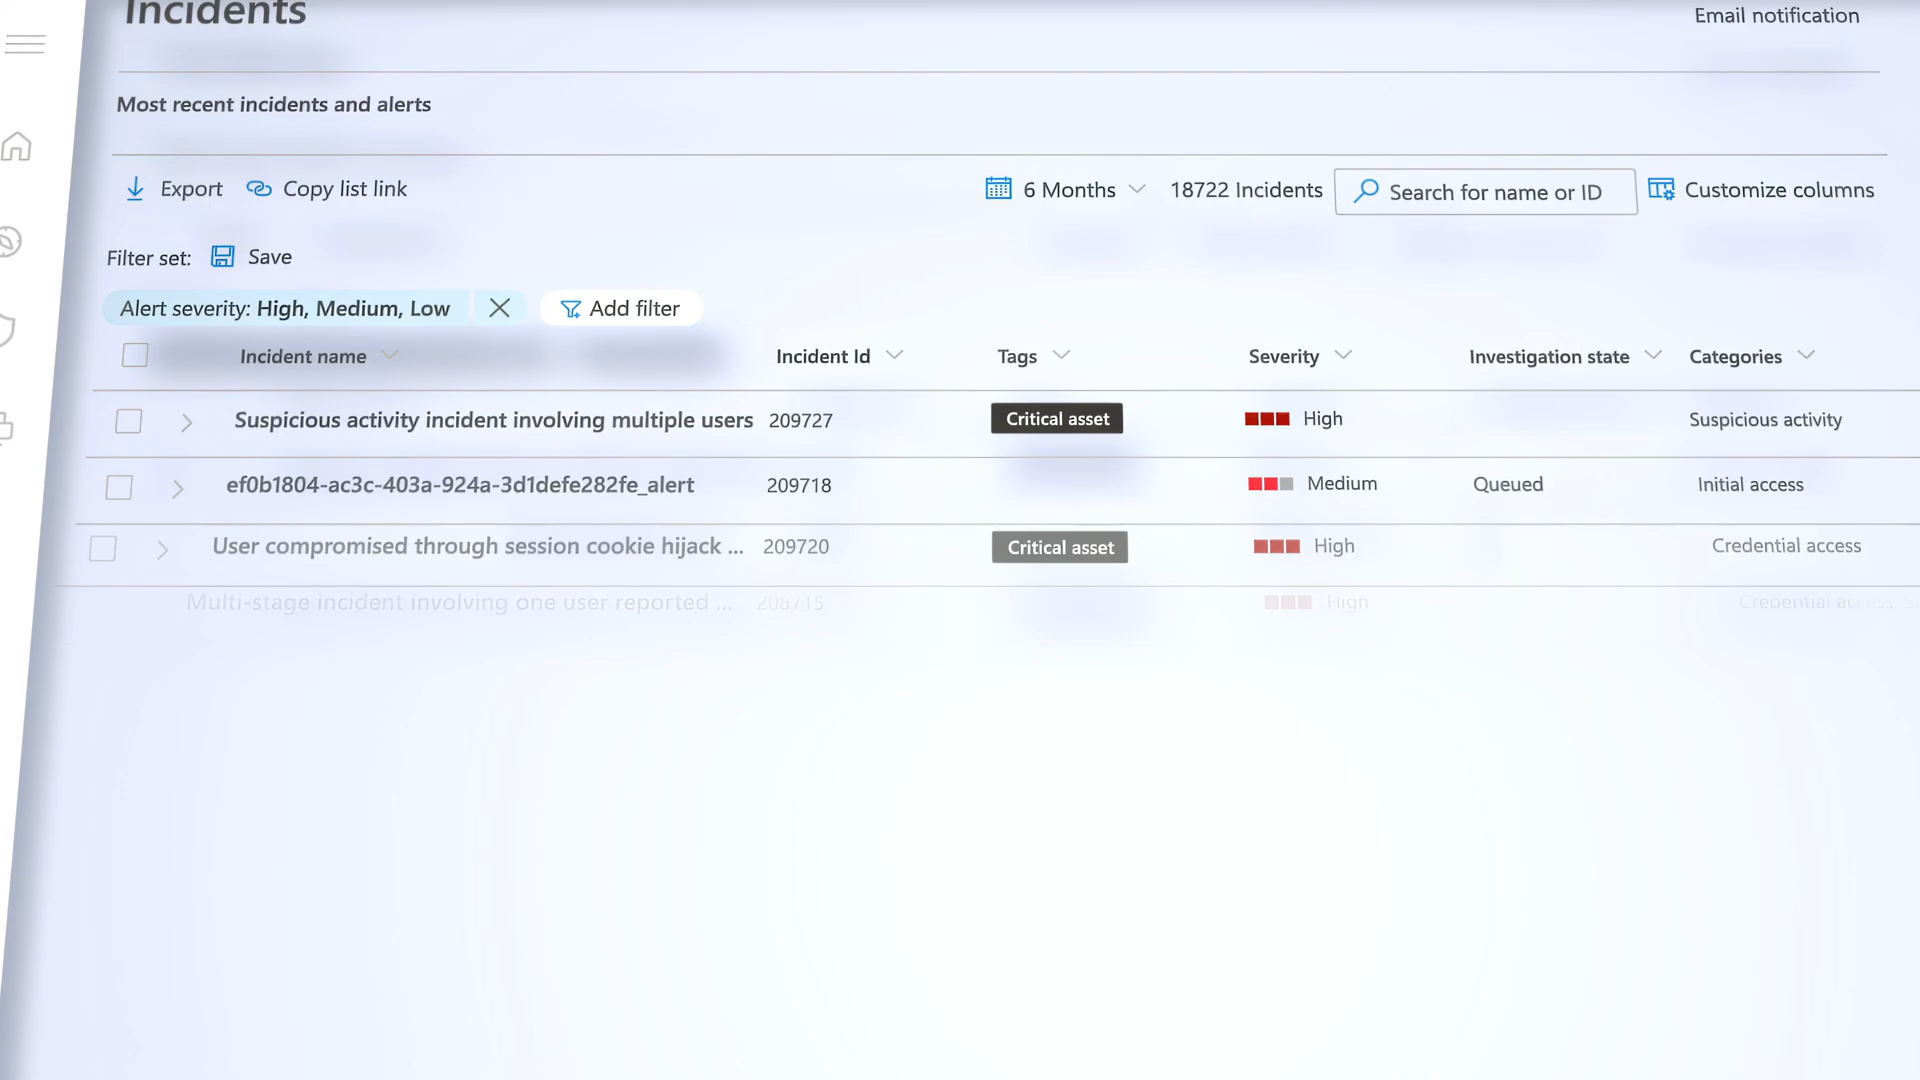 Incidents
Email notification
Most recent incidents and alerts
Export Copy list link 6 Months 18722 Incidents Search for name or ID Customize columns
Filter set: Save
Alert severity: High, Medium, Low Add filter
Incident name Incident Id Tags Severity Investigation state Categories
Suspicious activity incident involving multiple users 209727 Critical asset High Suspicious activity
ef0b1804-ac3c-403a-924a-3d1defe282fe_alert 209718 Medium Queued Initial access
User compromised through session cookie hijack ... 209720 Critical asset High Credential access
Multi-stage incident involving one user reported ... 208715 High Credential access,